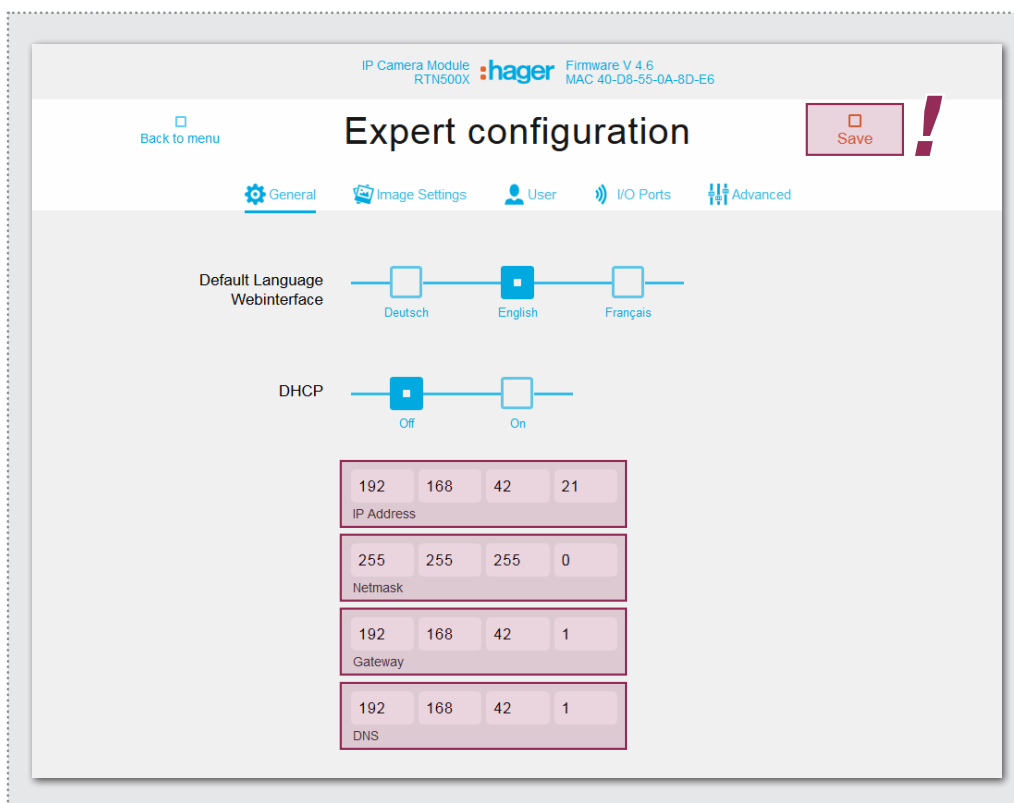 IP Camera Module
RTN500X
:hager
Firmware V 4.6
MAC 40-D8-55-0A-8D-E6
Back to menu
Expert configuration
Save
!
General
Image Settings
User
I/O Ports
Advanced
Default Language
Webinterface
Deutsch
English
Français
DHCP
Off
On
192 168 42 21
IP Address
255 255 255 0
Netmask
192 168 42 1
Gateway
192 168 42 1
DNS